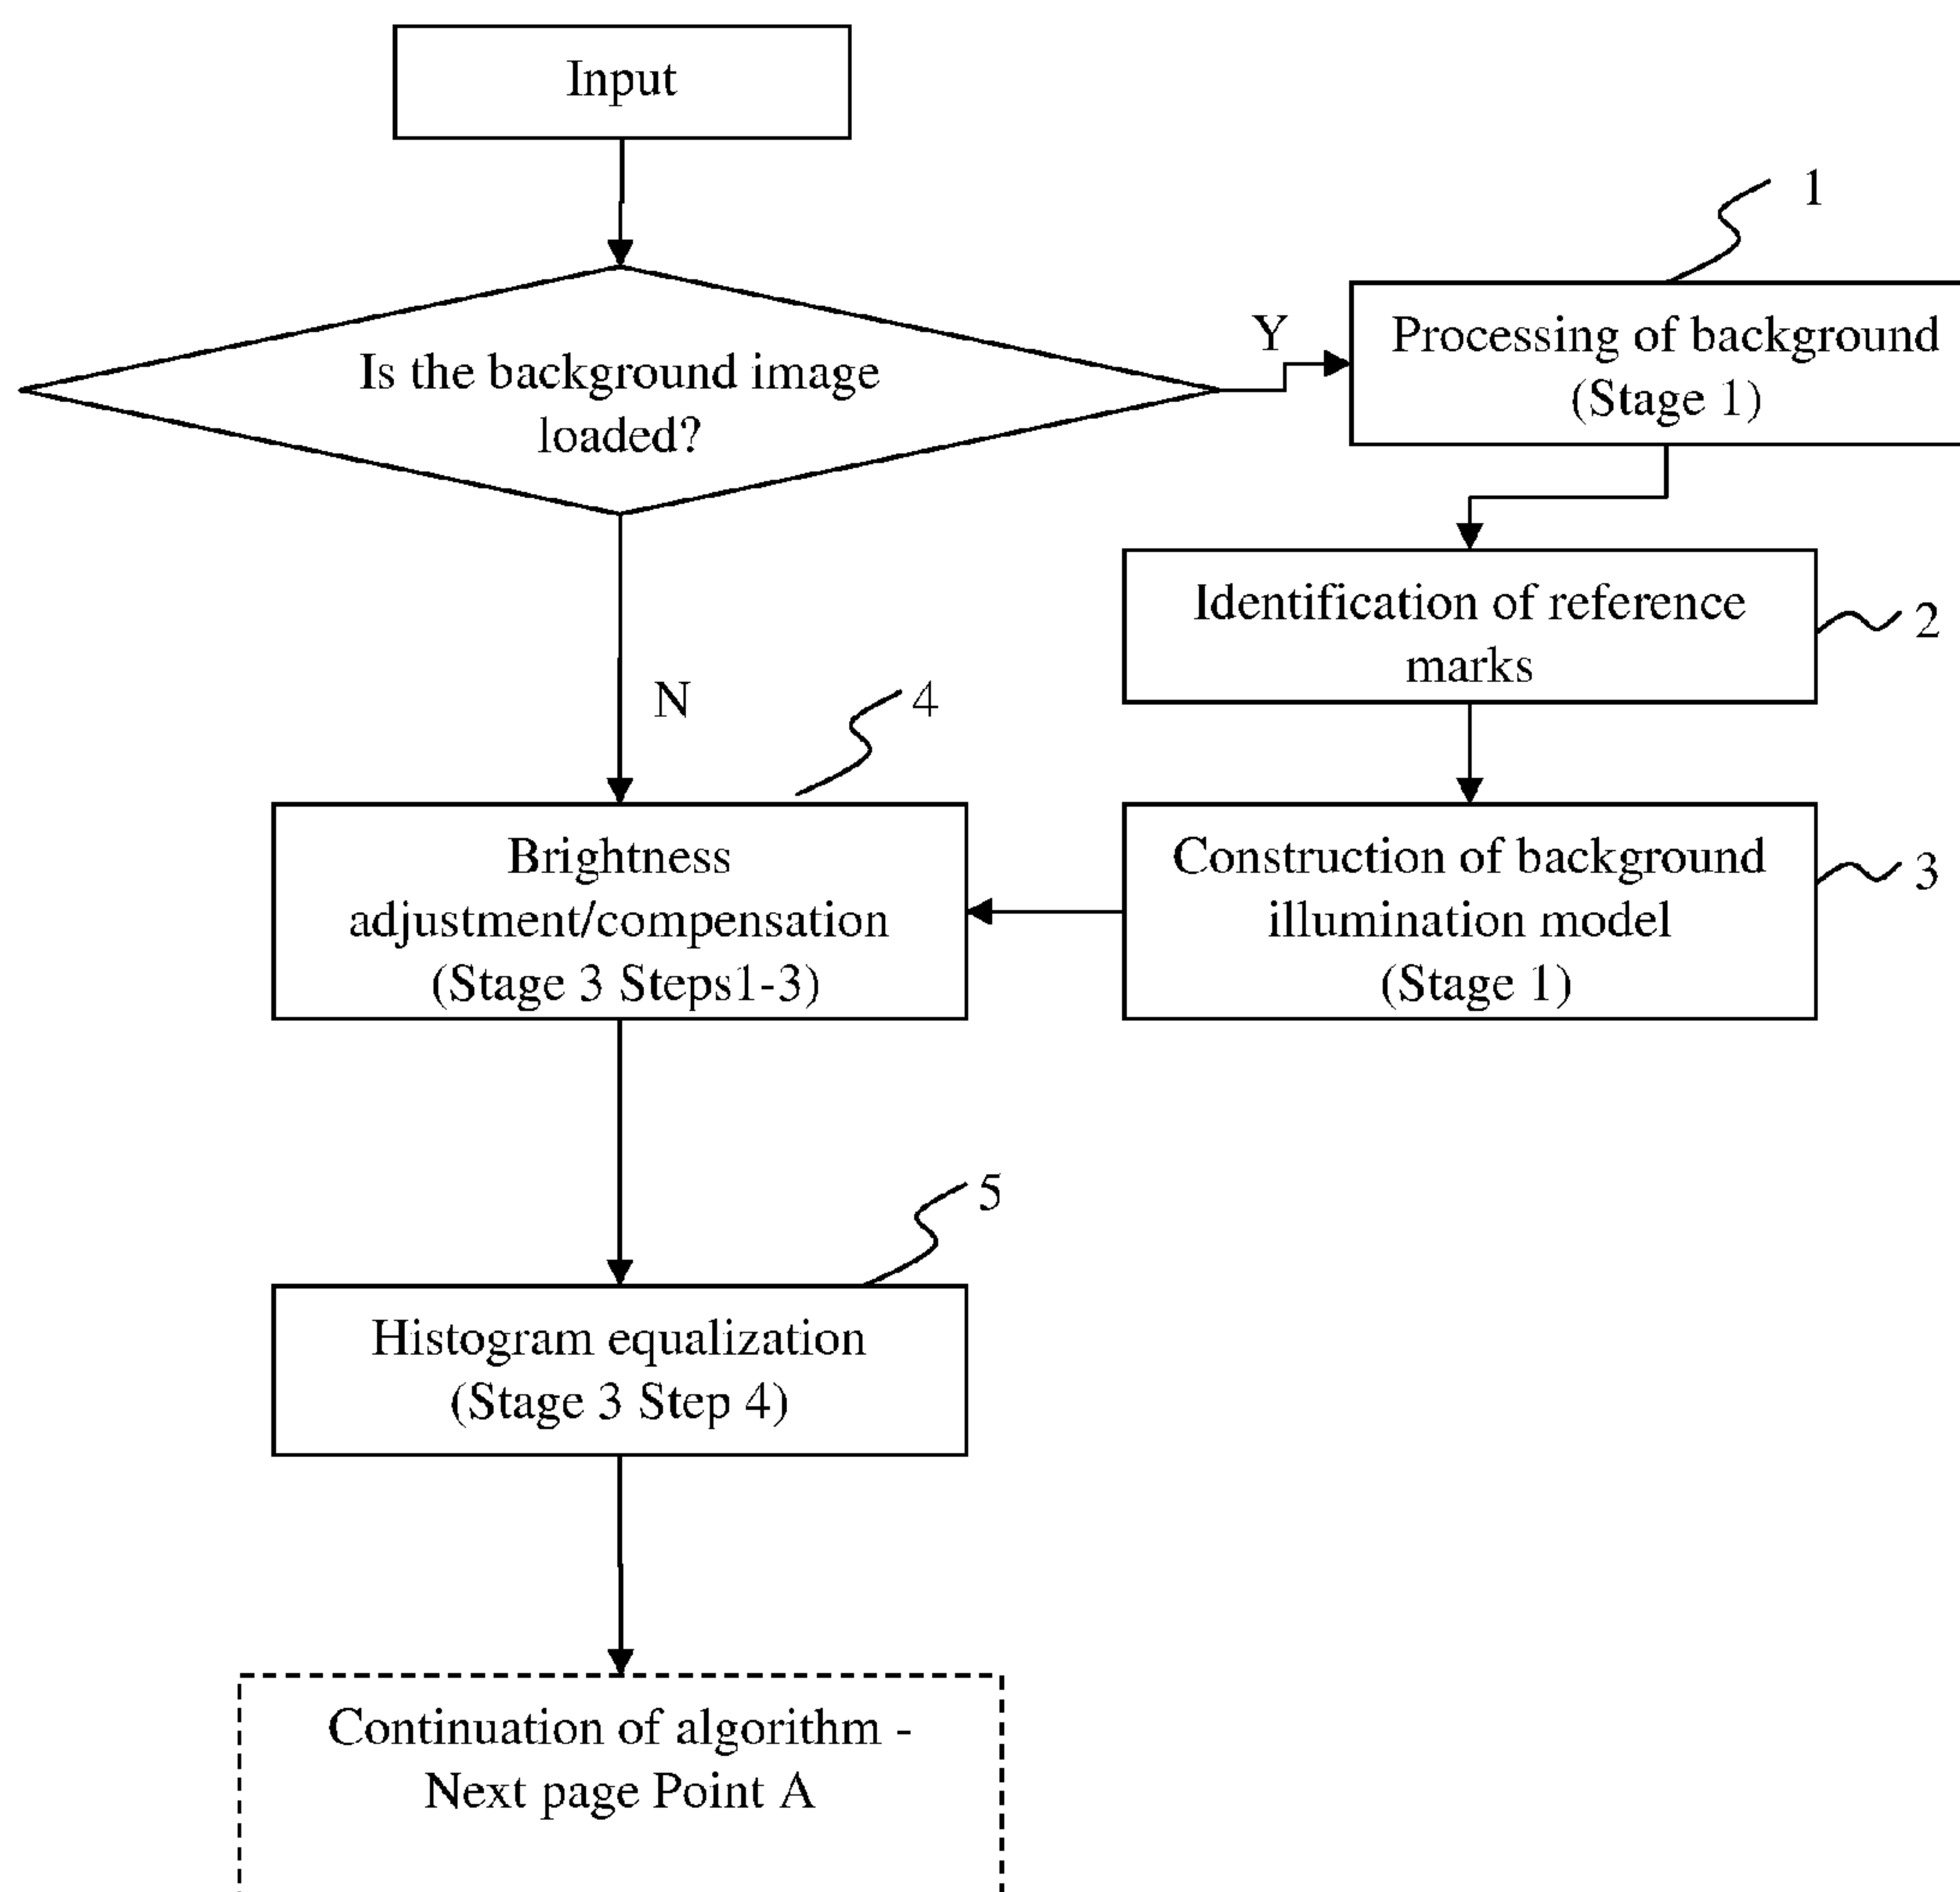 Input
1
Is the background image
loaded?
Y
Processing of background
(Stage 1)
Identification of reference
marks
2
N
4
Brightness
adjustment/compensation
(Stage 3 Steps1-3)
Construction of background
illumination model
(Stage 1)
3
5
Histogram equalization
(Stage 3 Step 4)
Continuation of algorithm -
Next page Point A